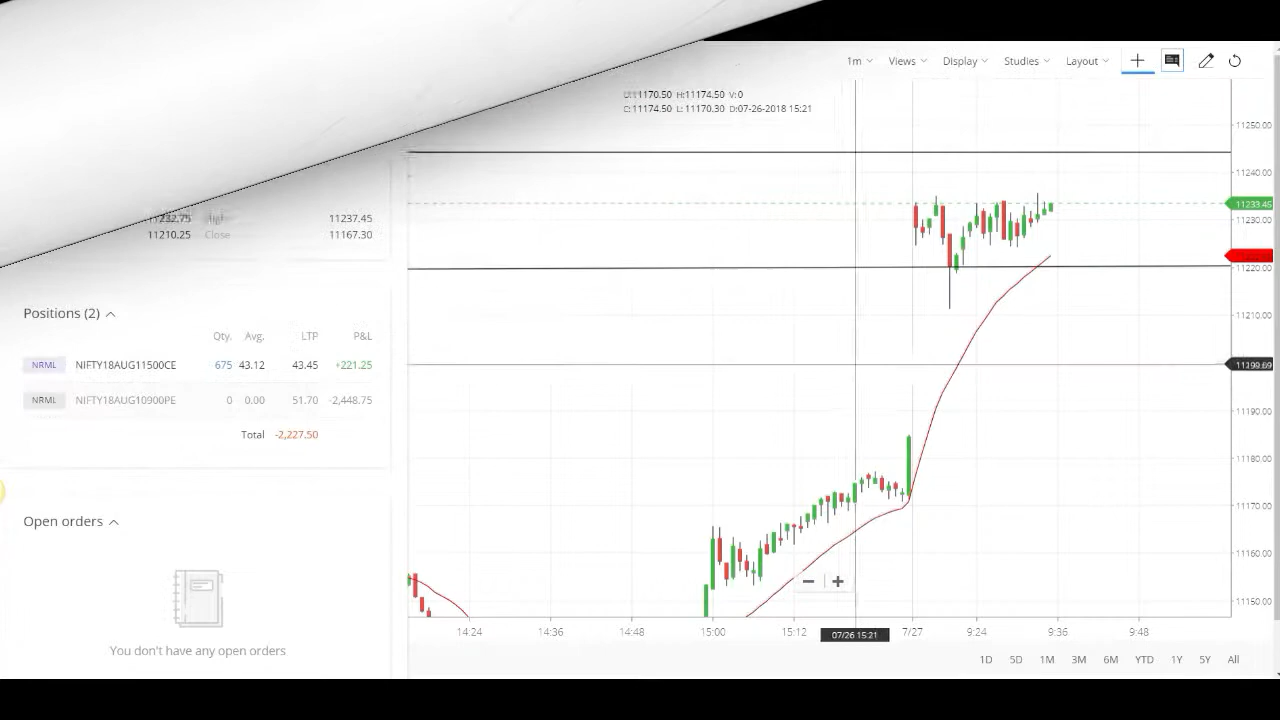 1m Views Display Studies Layout
11170.50 H:11174.50 V:0
C:11174.50 L: 11170.30 D:07-26-2018 15:21
11250.00
11240.00
11233.45
11230.00
11220.00
11210.00
11199.69
11190.00
11180.00
11170.00
11160.00
11150.00
11232.75 11237.45
11210.25 Close 11167.30
Positions (2)
Qty. Avg. LTP P&L
NRML NIFTY18AUG11500CE 675 43.12 43.45 +221.25
NRML NIFTY18AUG10900PE 0 0.00 51.70 -2,448.75
Total -2,227.50
Open orders
You don't have any open orders
14:24 14:36 14:48 15:00 15:12 07/26 15:21 7/27 9:24 9:36 9:48
1D 5D 1M 3M 6M YTD 1Y 5Y All